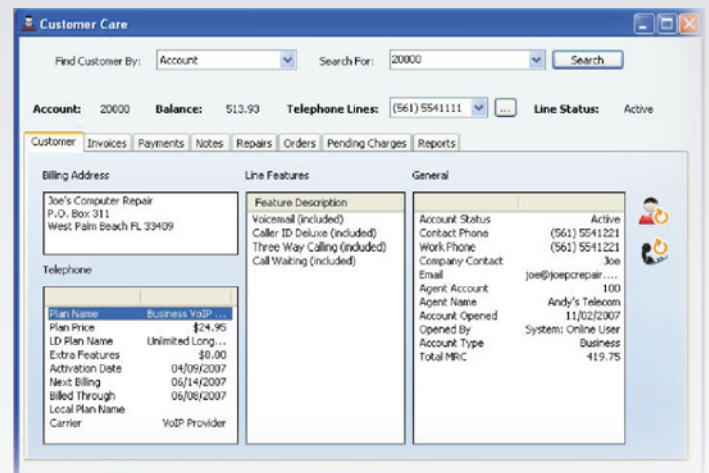 Customer Care
Find Customer By: Account Search For: 20000 Search
Account: 20000 Balance: 513.93 Telephone Lines: (561) 5541111 ... Line Status: Active
Customer Invoices Payments Notes Repairs Orders Pending Charges Reports
Billing Address
Joe's Computer Repair
P.O. Box 311
West Palm Beach FL 33409
Telephone
Plan Name Business VoIP ...
Plan Price $24.95
LD Plan Name Unlimited Long...
Extra Features $0.00
Activation Date 04/09/2007
Next Billing 06/14/2007
Billed Through 06/08/2007
Local Plan Name
Carrier VoIP Provider
Line Features
Feature Description
Voicemail (included)
Caller ID Deluxe (included)
Three Way Calling (included)
Call Waiting (included)
General
Account Status Active
Contact Phone (561) 5541221
Work Phone (561) 5541221
Company Contact Joe
Email joe@joepcrepair....
Agent Account 100
Agent Name Andy's Telecom
Account Opened 11/02/2007
Opened By System: Online User
Account Type Business
Total MRC 419.75